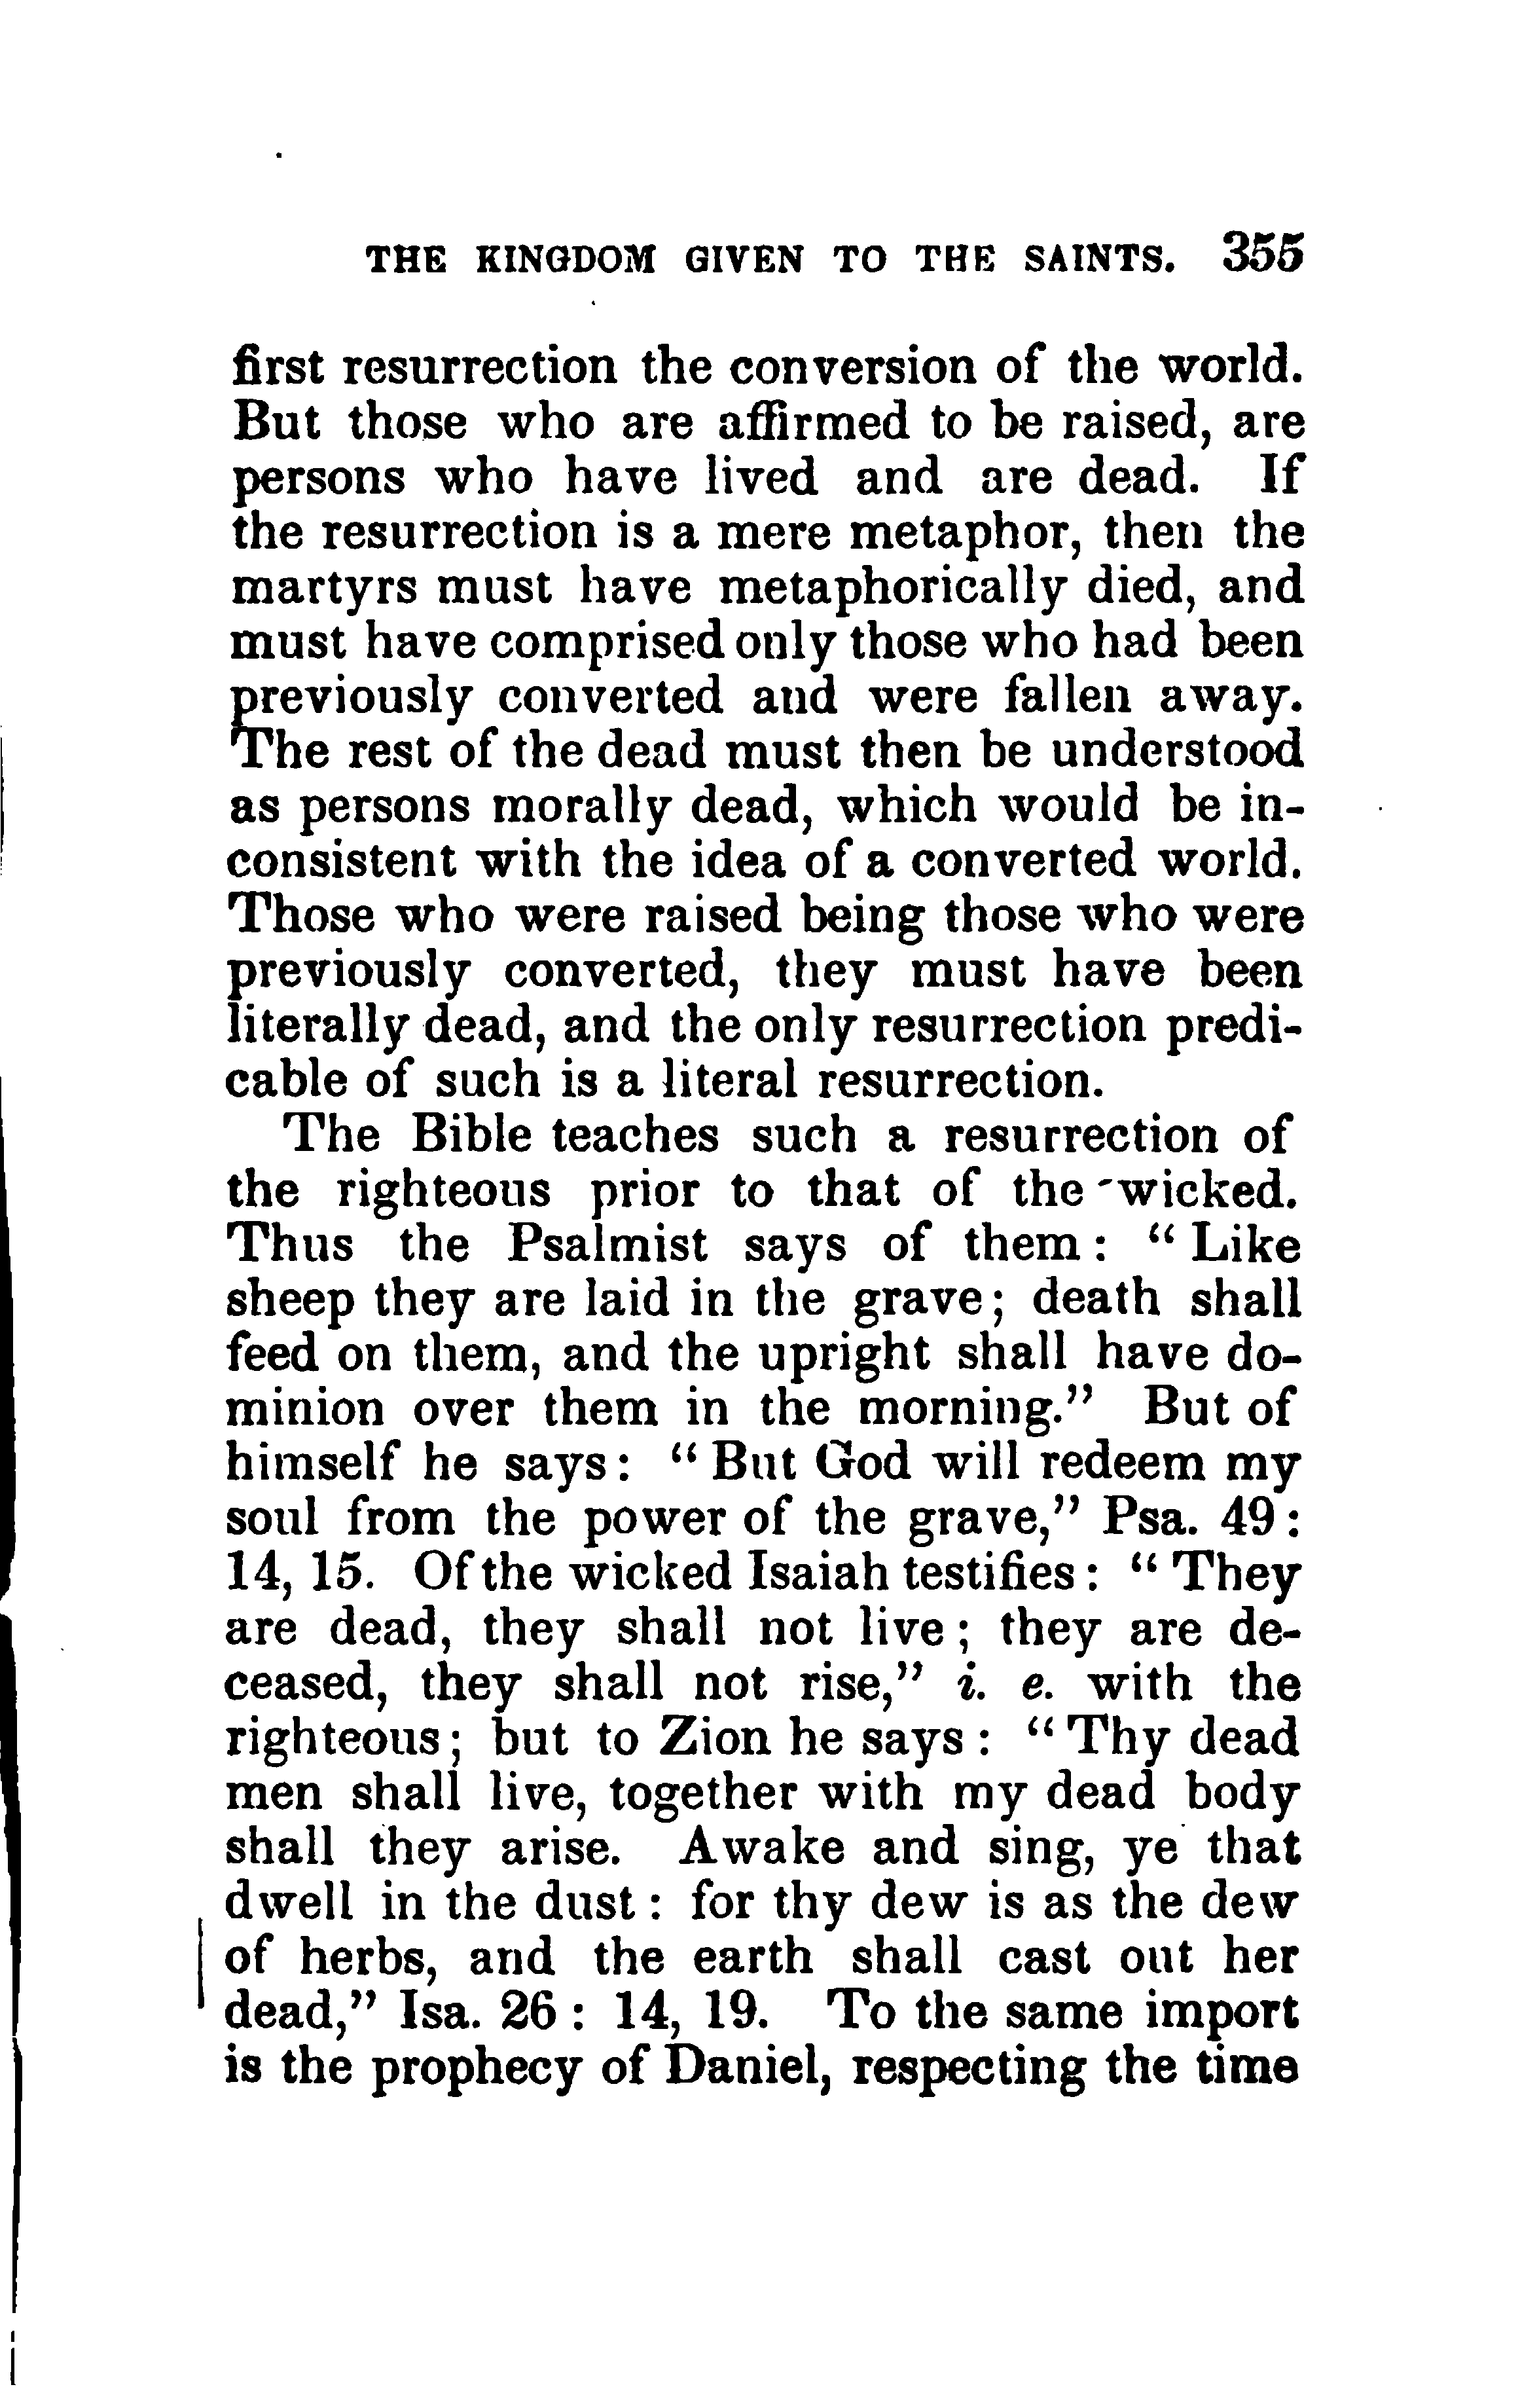 THE KINGDOM GIVEN TO THE SAINTS. 355
first resurrection the conversion of the world.
But those who are affirmed to be raised, are
persons who have lived and are dead. If
the resurrection is a mere metaphor, then the
martyrs must have metaphorically died, and
must have comprised only those who had been
previously converted and were fallen away.
The rest of the dead must then be understood
as persons morally dead, which would be in-
consistent with the idea of a converted world.
Those who were raised being those who were
previously converted, they must have been
literally dead, and the only resurrection predi-
cable of such is a literal resurrection.
The Bible teaches such a resurrection of
the righteous prior to that of the wicked.
Thus the Psalmist says of them: "Like
sheep they are laid in the grave; death shall
feed on them, and the upright shall have do-
minion over them in the morning." But of
himself he says: "But God will redeem my
soul from the power of the grave," Psa. 49:
14, 15. Of the wicked Isaiah testifies: "They
are dead, they shall not live; they are de-
ceased, they shall not rise," i. e. with the
righteous; but to Zion he says: "Thy dead
men shall live, together with my dead body
shall they arise. Awake and sing, ye that
dwell in the dust: for thy dew is as the dew
of herbs, and the earth shall cast out her
dead," Isa. 26: 14, 19. To the same import
is the prophecy of Daniel, respecting the time